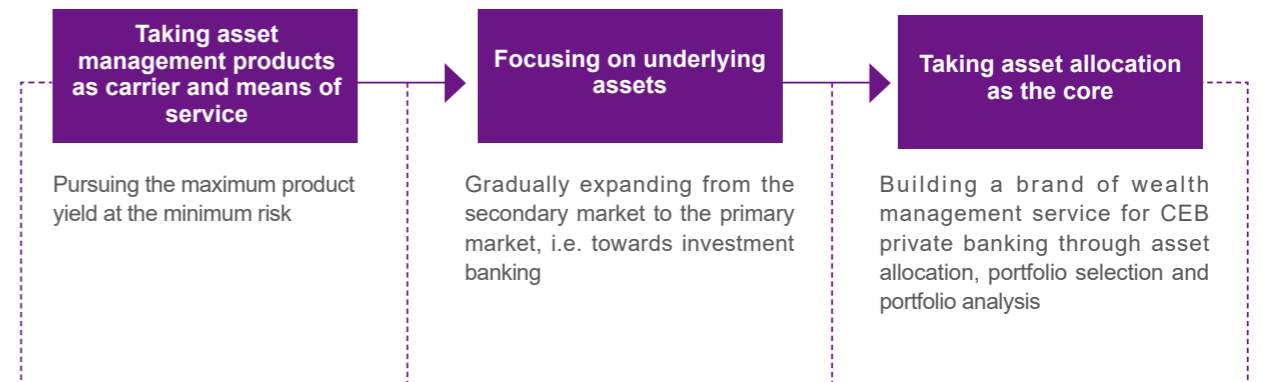 Taking asset
management products
as carrier and means of
service
Pursuing the maximum product
yield at the minimum risk
Focusing on underlying
assets
Gradually expanding from the
secondary market to the primary
market, i.e. towards investment
banking
Taking asset allocation
as the core
Building a brand of wealth
management service for CEB
private banking through asset
allocation, portfolio selection and
portfolio analysis